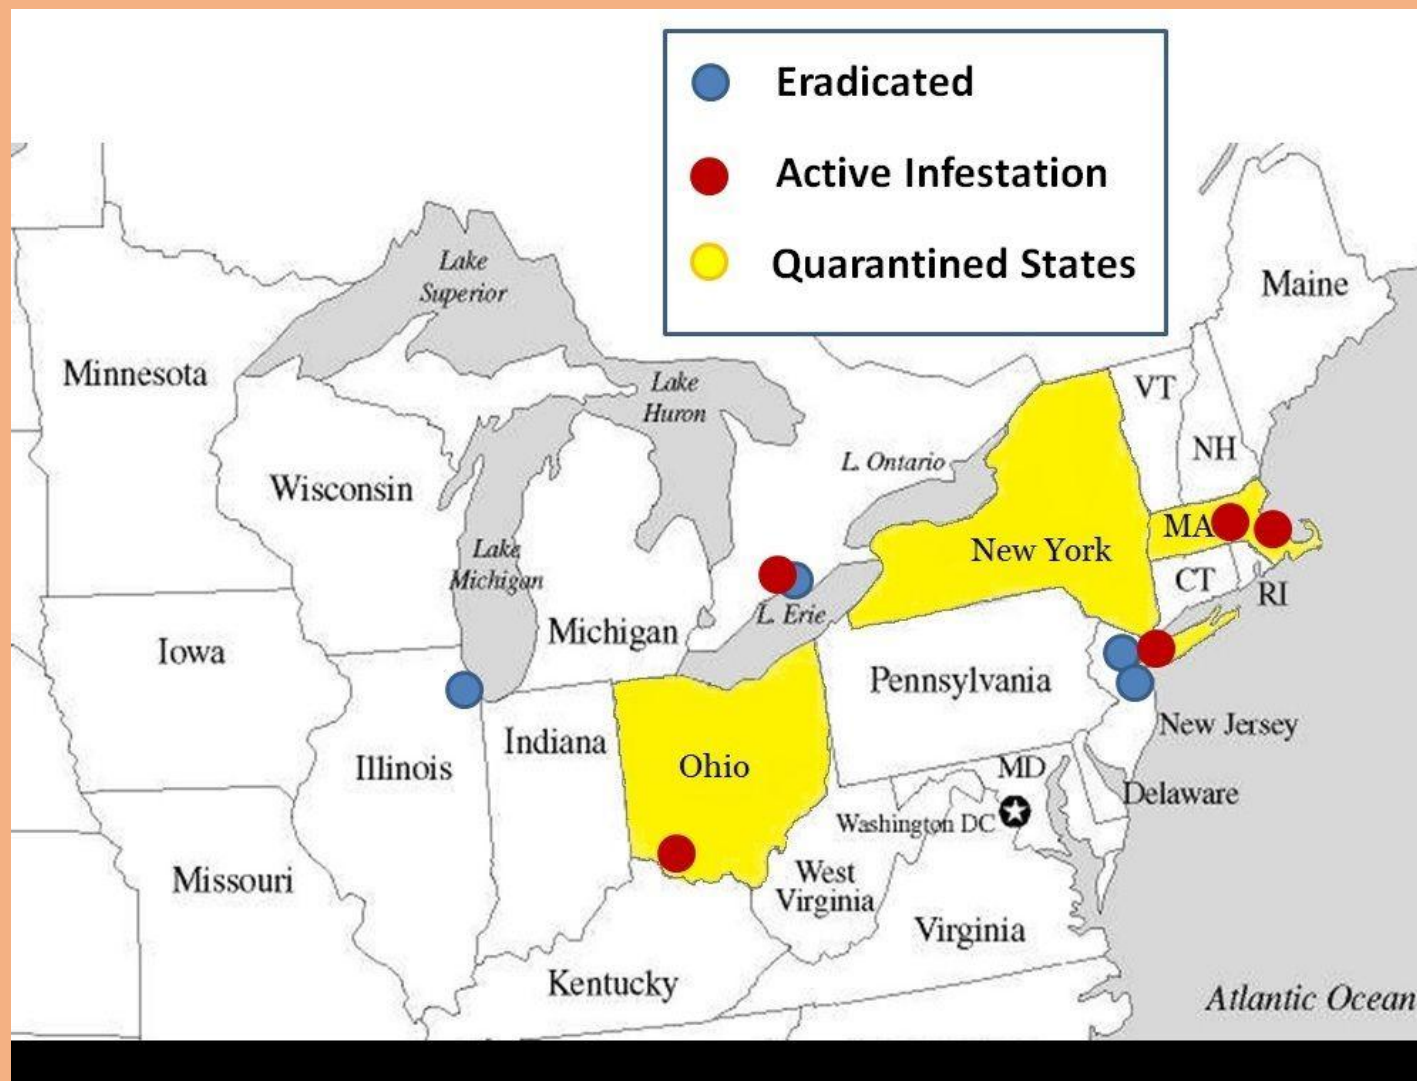 Eradicated
Active Infestation
Quarantined States
Lake
Superior
Maine
Minnesota
Lake
Huron
VT
NH
L. Ontario
Wisconsin
MA
New York
Lake
Michigan
CT
RI
L. Erie
Michigan
Iowa
Pennsylvania
New Jersey
Indiana
Illinois
Ohio
MD
Delaware
Washington DC
West
Virginia
Missouri
Virginia
Kentucky
Atlantic Ocean